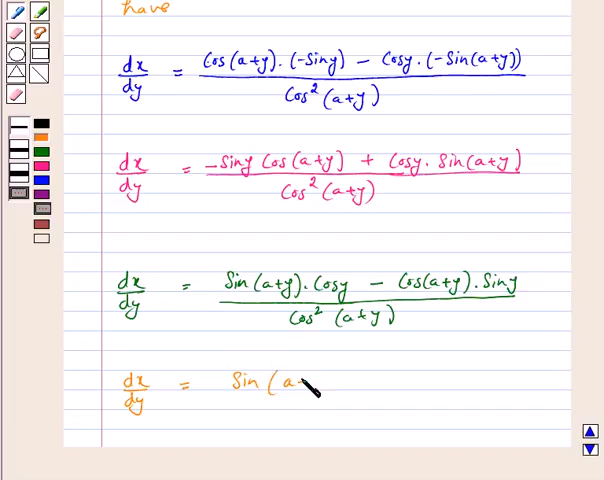 have
dx/dy = Cos(a+y).(-Siny) - Cosy.(-Sin(a+y)) / Cos²(a+y)
dx/dy = -Siny Cos(a+y) + Cosy. Sin(a+y) / Cos²(a+y)
dx/dy = Sin(a+y).Cosy - Cos(a+y).Siny / Cos²(a+y)
dx/dy = Sin(a